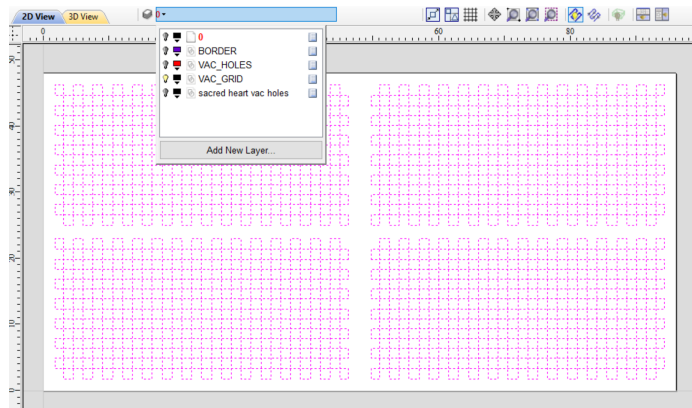 2D View 3D View 0
0 60 80
0
BORDER
VAC_HOLES
VAC_GRID
sacred heart vac holes
Add New Layer...
50
40
30
20
10
0